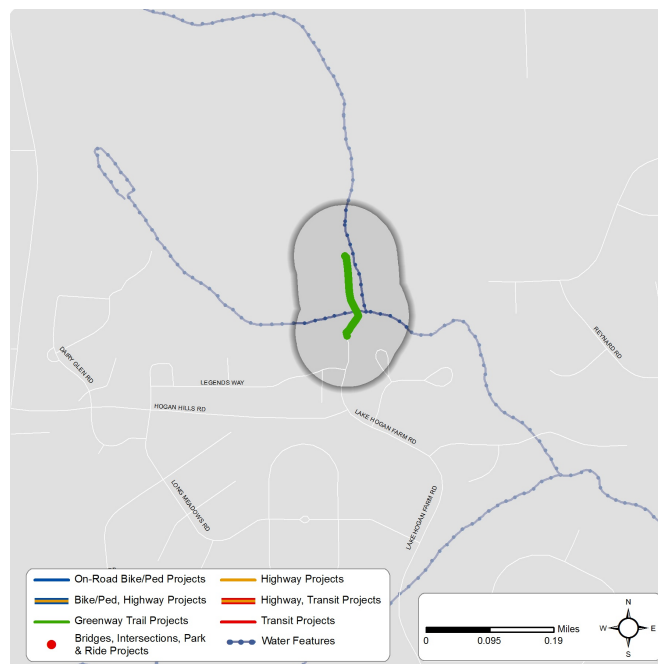 REYNARD RD
DAIRY GLEN RD
LEGENDS WAY
HOGAN HILLS RD
LAKE HOGAN FARM RD
LONG MEADOWS RD
LAKE HOGAN FARM RD
On-Road Bike/Ped Projects
Highway Projects
Bike/Ped, Highway Projects
Highway, Transit Projects
Greenway Trail Projects
Transit Projects
Bridges, Intersections, Park
& Ride Projects
Water Features
N
W
E
S
Miles
0
0.095
0.19